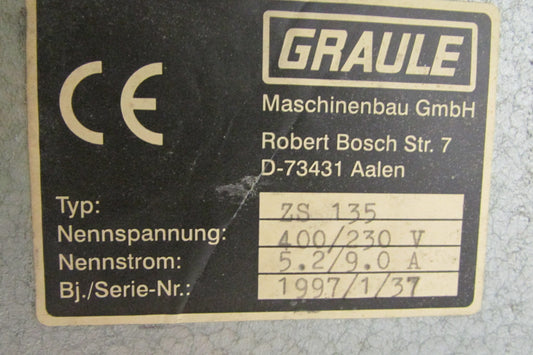 CE
GRAULE
Maschinenbau GmbH
Robert Bosch Str. 7
D-73431 Aalen
Typ: ZS 135
Nennspannung: 400/230 V
Nennstrom: 5.2/9.0 A
Bj./Serie-Nr.: 1997/1/37